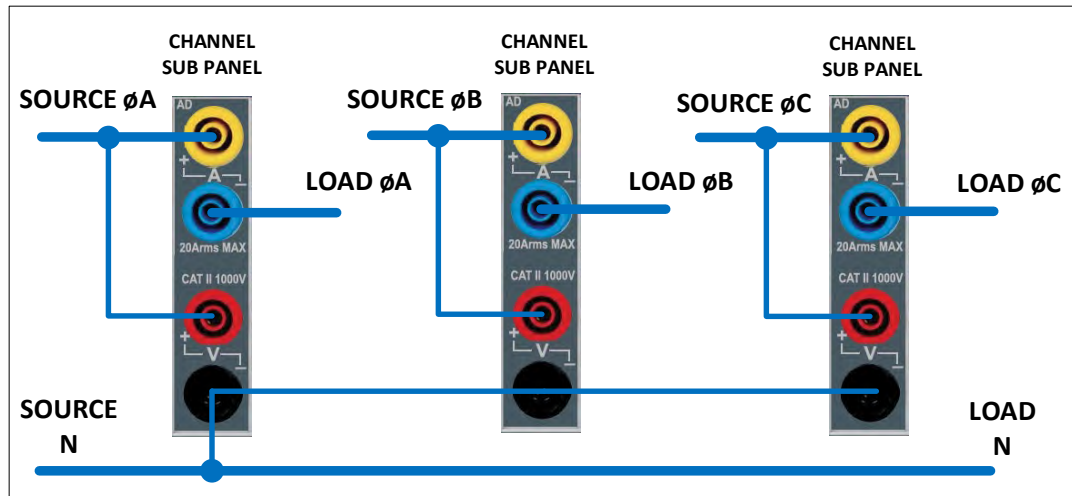 CHANNEL
SUB PANEL
CHANNEL
SUB PANEL
CHANNEL
SUB PANEL
SOURCE øA
SOURCE øB
SOURCE øC
AD
AD
AD
+ A -
+ A -
+ A -
LOAD øA
LOAD øB
LOAD øC
20Arms MAX
20Arms MAX
20Arms MAX
CAT II 1000V
CAT II 1000V
CAT II 1000V
+ V -
+ V -
+ V -
SOURCE
N
LOAD
N